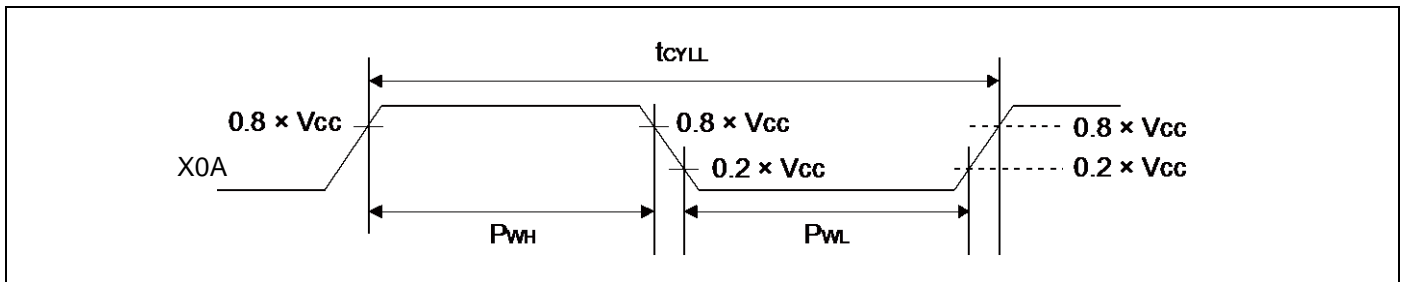 tCYLL
0.8 × Vcc
0.8 × Vcc
0.8 × Vcc
X0A
0.2 × Vcc
0.2 × Vcc
PWH
PWL